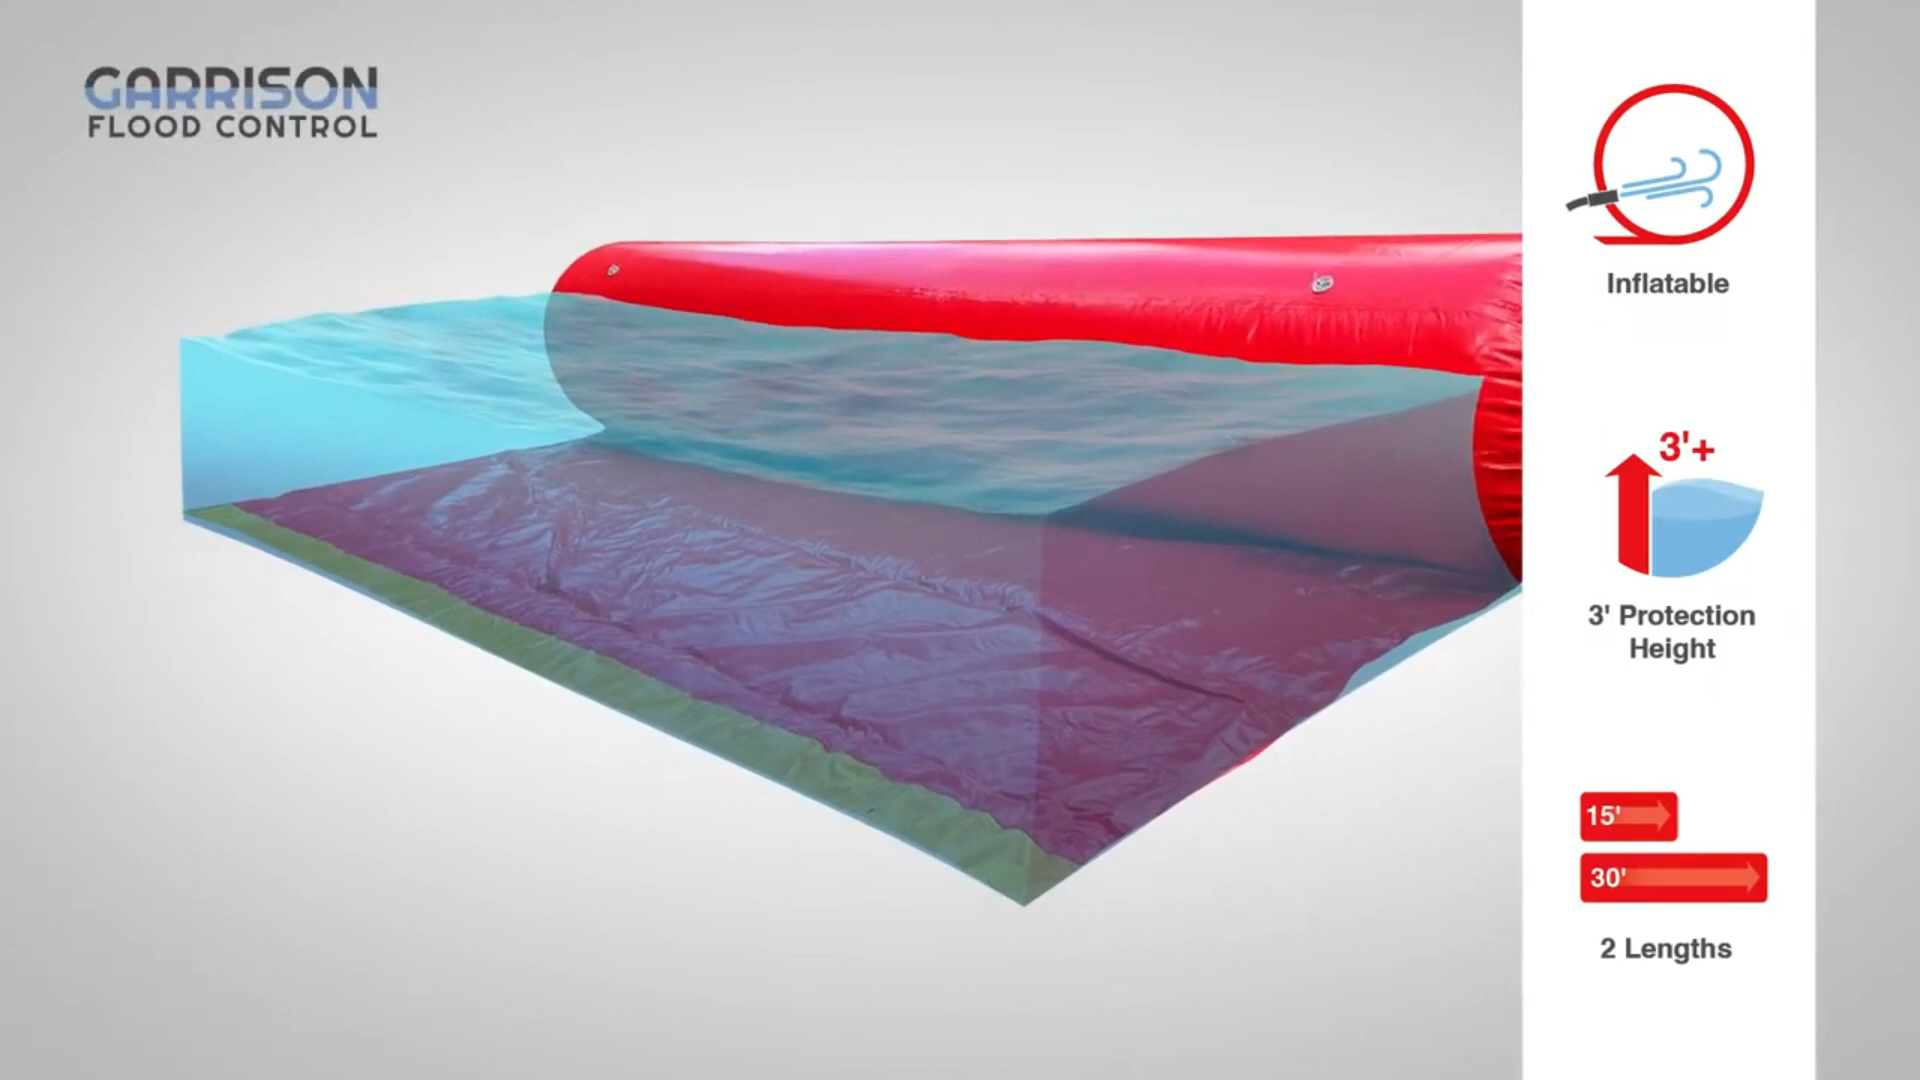 GARRISON
FLOOD CONTROL
Inflatable
3'+
3' Protection
Height
15'
30'
2 Lengths